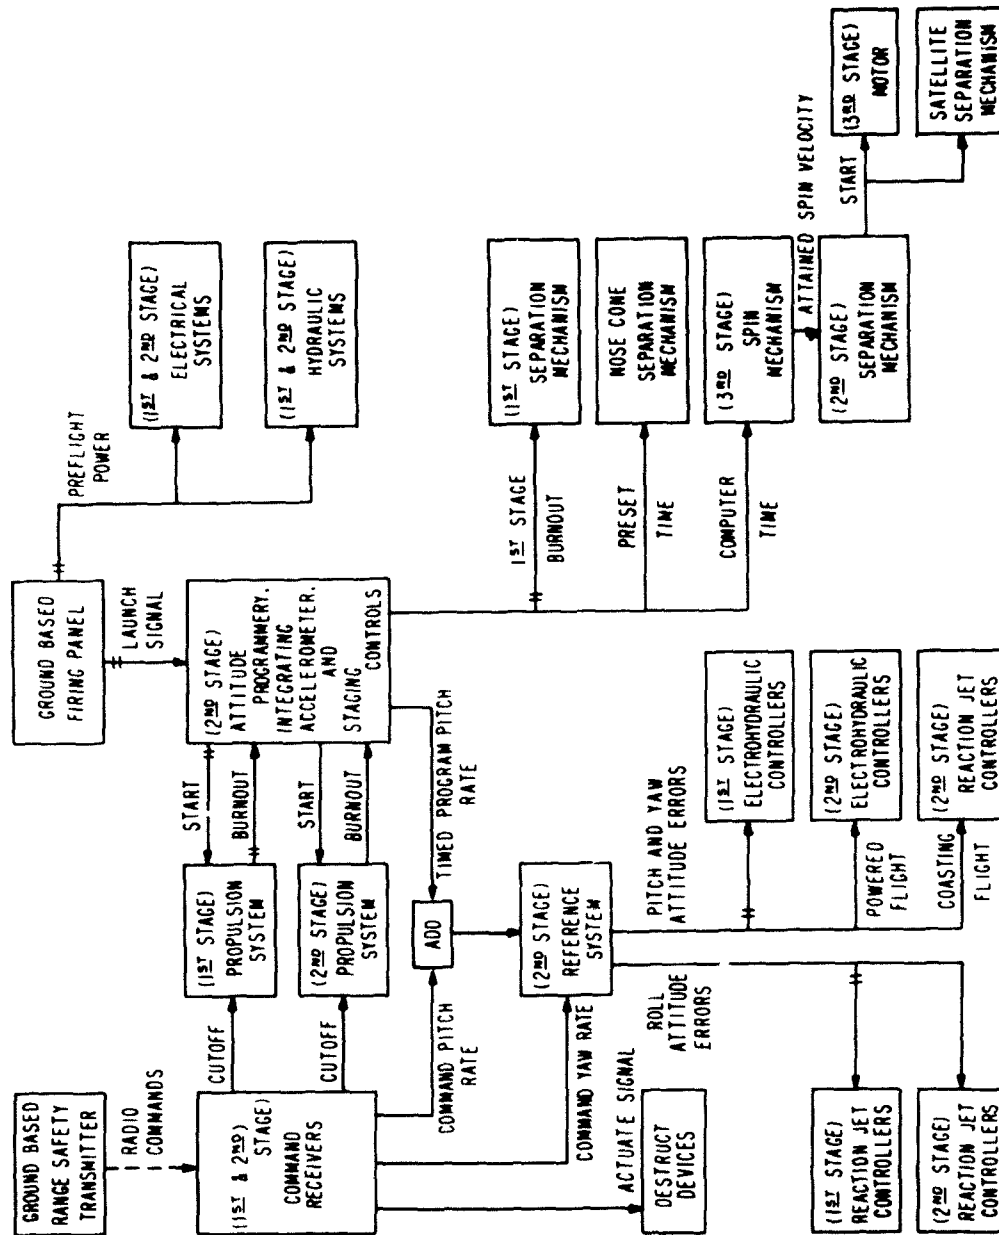 GROUND BASED
RANGE SAFETY
TRANSMITTER
RADIO
COMMANDS
(1ST & 2ND)
STAGE)
COMMAND
RECEIVERS
CUTOFF
CUTOFF
COMMAND PITCH
RATE
COMMAND YAW RATE
ACTUATE SIGNAL
DESTRUCT
DEVICES
GROUND BASED
FIRING PANEL
LAUNCH
SIGNAL
PREFLIGHT
POWER
(1ST & 2ND STAGE)
ELECTRICAL
SYSTEMS
(1ST & 2ND STAGE)
HYDRAULIC
SYSTEMS
(2ND STAGE)
ATTITUDE
PROGRAMMERY,
INTEGRATING
ACCELEROMETER,
AND
STAGING
CONTROLS
START
BURNOUT
START
BURNOUT
(1ST STAGE)
PROPULSION
SYSTEM
(2ND STAGE)
PROPULSION
SYSTEM
TIMED PROGRAM PITCH
RATE
ADD
(2ND STAGE)
REFERENCE
SYSTEM
1ST STAGE
BURNOUT
(1ST STAGE)
SEPARATION
MECHANISM
PRESET
TIME
NOSE CONE
SEPARATION
MECHANISM
COMPUTER
TIME
(3RD STAGE)
SPIN
MECHANISM
ATTAINED SPIN VELOCITY
(2ND STAGE)
SEPARATION
MECHANISM
START
(3RD STAGE)
MOTOR
SATELLITE
SEPARATION
MECHANISM
PITCH AND YAW
ATTITUDE ERRORS
(1ST STAGE)
ELECTROHYDRAULIC
CONTROLLERS
POWERED
FLIGHT
(2ND STAGE)
ELECTROHYDRAULIC
CONTROLLERS
COASTING
FLIGHT
(2ND STAGE)
REACTION JET
CONTROLLERS
ROLL
ATTITUDE
ERRORS
(1ST STAGE)
REACTION JET
CONTROLLERS
(2ND STAGE)
REACTION JET
CONTROLLERS